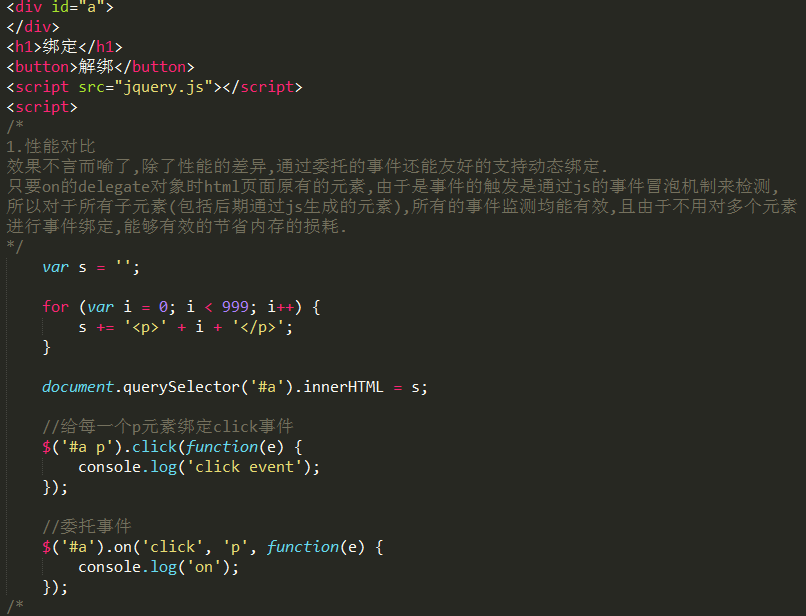 <div id="a">
</div>
<h1>绑定</h1>
<button>解绑</button>
<script src="jquery.js"></script>
<script>
/*
1.性能对比
效果不言而喻了,除了性能的差异,通过委托的事件还能友好的支持动态绑定.
只要on的delegate对象时html页面原有的元素,由于是事件的触发是通过js的事件冒泡机制来检测,
所以对于所有子元素(包括后期通过js生成的元素),所有的事件监测均能有效,且由于不用对多个元素
进行事件绑定,能够有效的节省内存的损耗.
*/
    var s = '';
    for (var i = 0; i < 999; i++) {
        s += '<p>' + i + '</p>';
    }
    document.querySelector('#a').innerHTML = s;
    //给每一个p元素绑定click事件
    $('#a p').click(function(e) {
        console.log('click event');
    });
    //委托事件
    $('#a').on('click', 'p', function(e) {
        console.log('on');
    });
/*